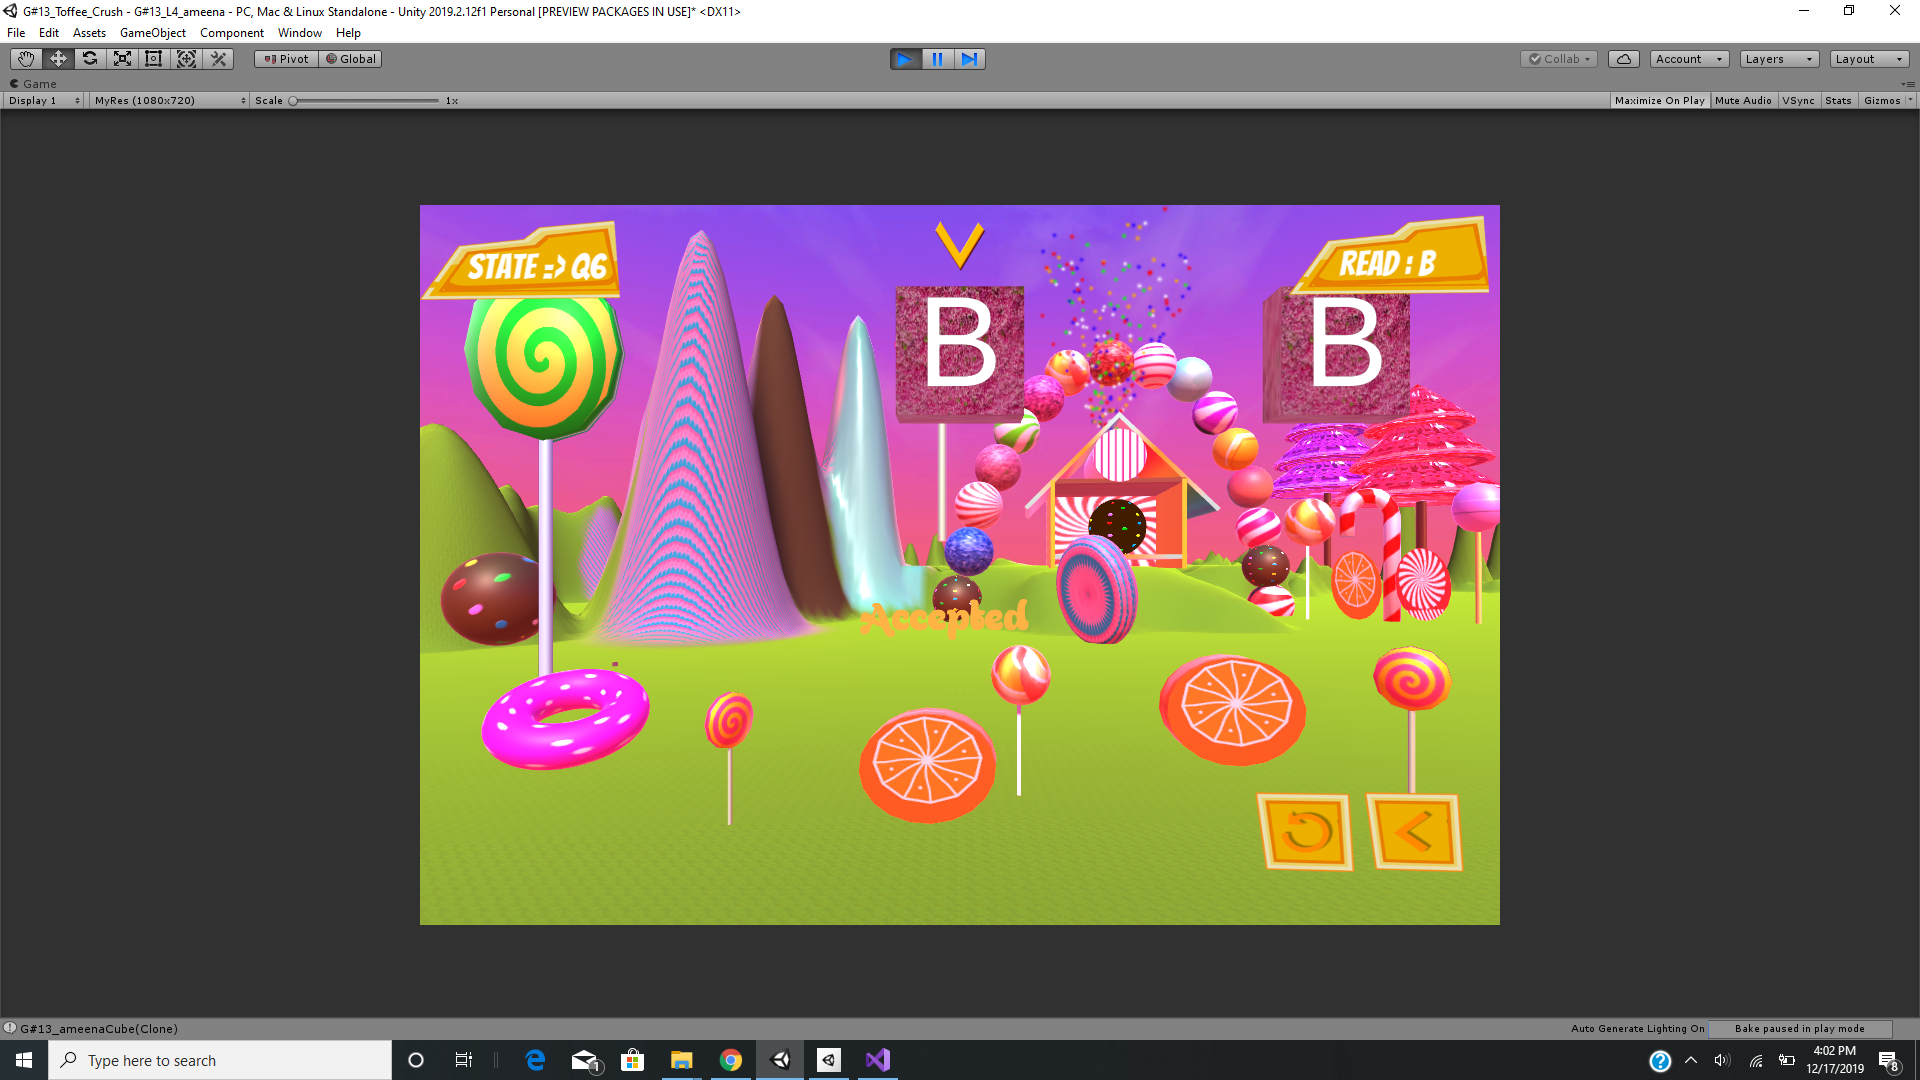 G#13_Toffee_Crush - G#13_L4_ameena - PC, Mac & Linux Standalone - Unity 2019.2.12f1 Personal [PREVIEW PACKAGES IN USE]* <DX11>
File Edit Assets GameObject Component Window Help
Pivot Global Collab Account Layers Layout
Game
Display 1 MyRes (1080x720) Scale 1x Maximize On Play Mute Audio VSync Stats Gizmos
STATE => Q6
READ : B
B
B
Accepted
G#13_ameenaCube(Clone)
Auto Generate Lighting On Bake paused in play mode
Type here to search
1
4:02 PM
12/17/2019
8